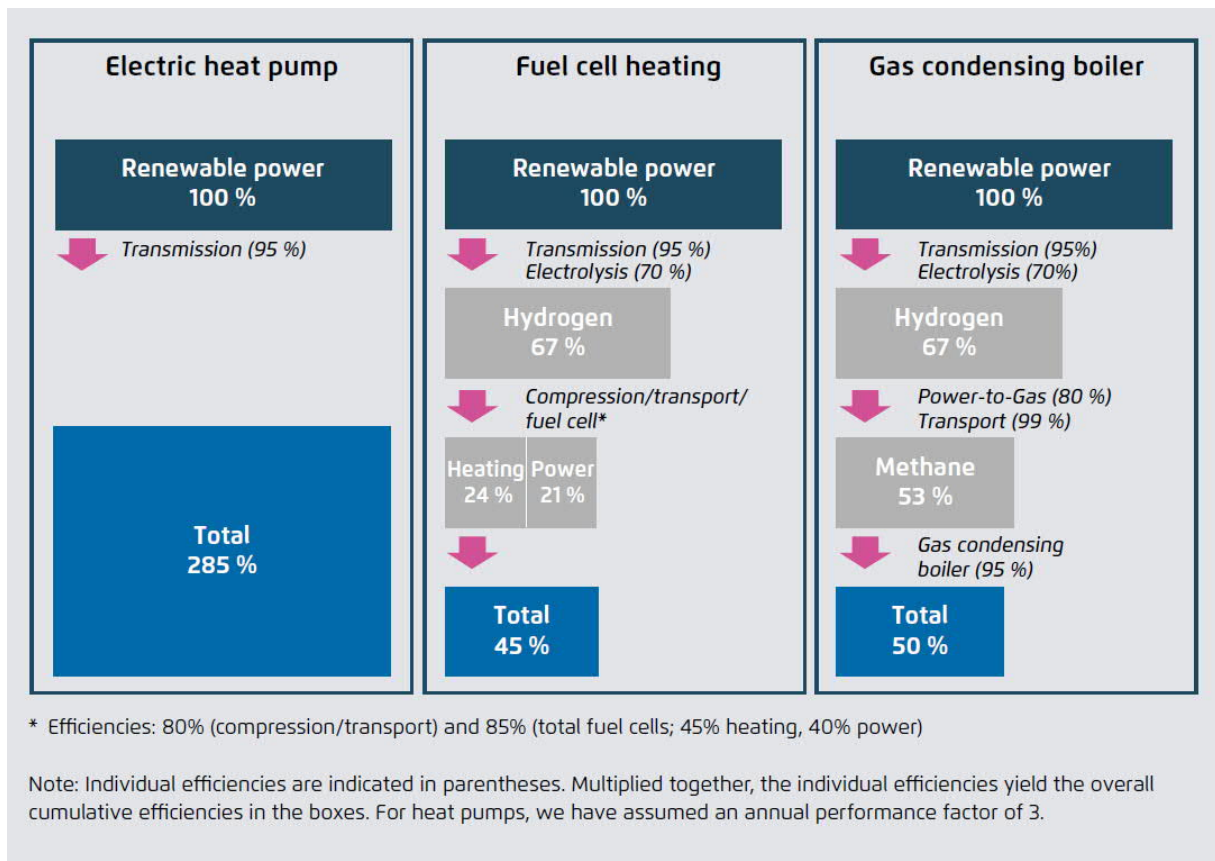 Electric heat pump
Renewable power
100 %
Transmission (95 %)
Total
285 %
Fuel cell heating
Renewable power
100 %
Transmission (95 %)
Electrolysis (70 %)
Hydrogen
67 %
Compression/transport/
fuel cell*
Heating
24 %
Power
21 %
Total
45 %
Gas condensing boiler
Renewable power
100 %
Transmission (95%)
Electrolysis (70%)
Hydrogen
67 %
Power-to-Gas (80 %)
Transport (99 %)
Methane
53 %
Gas condensing
boiler (95 %)
Total
50 %
* Efficiencies: 80% (compression/transport) and 85% (total fuel cells; 45% heating, 40% power)
Note: Individual efficiencies are indicated in parentheses. Multiplied together, the individual efficiencies yield the overall
cumulative efficiencies in the boxes. For heat pumps, we have assumed an annual performance factor of 3.